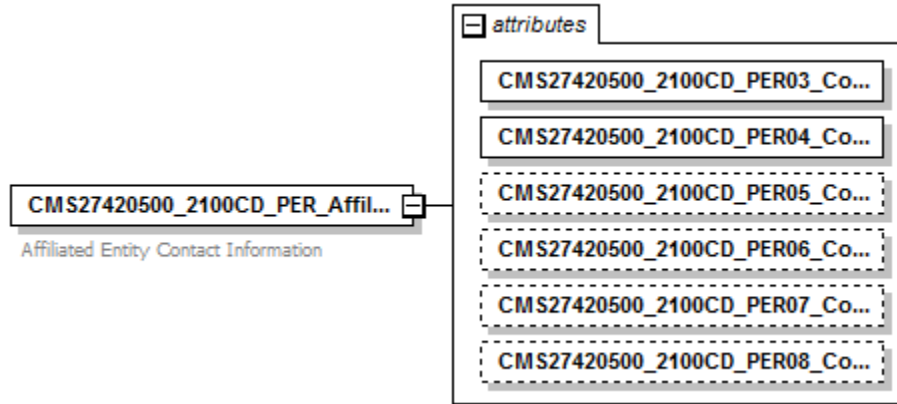 attributes
CMS27420500_2100CD_PER03_Co...
CMS27420500_2100CD_PER04_Co...
CMS27420500_2100CD_PER_Affil...
CMS27420500_2100CD_PER05_Co...
Affiliated Entity Contact Information
CMS27420500_2100CD_PER06_Co...
CMS27420500_2100CD_PER07_Co...
CMS27420500_2100CD_PER08_Co...